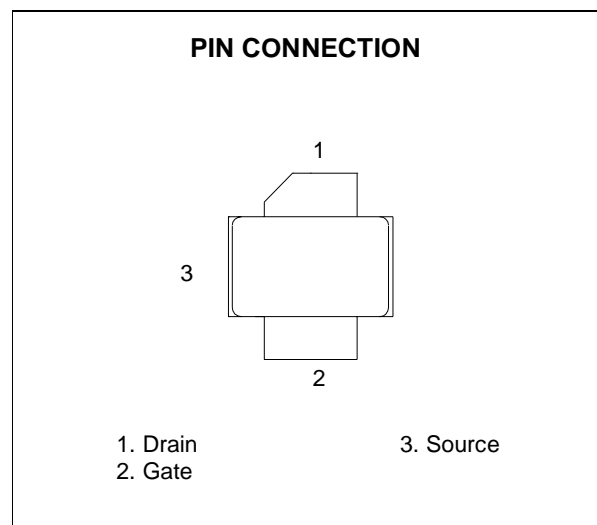 PIN CONNECTION
1
3
2
1. Drain
3. Source
2. Gate